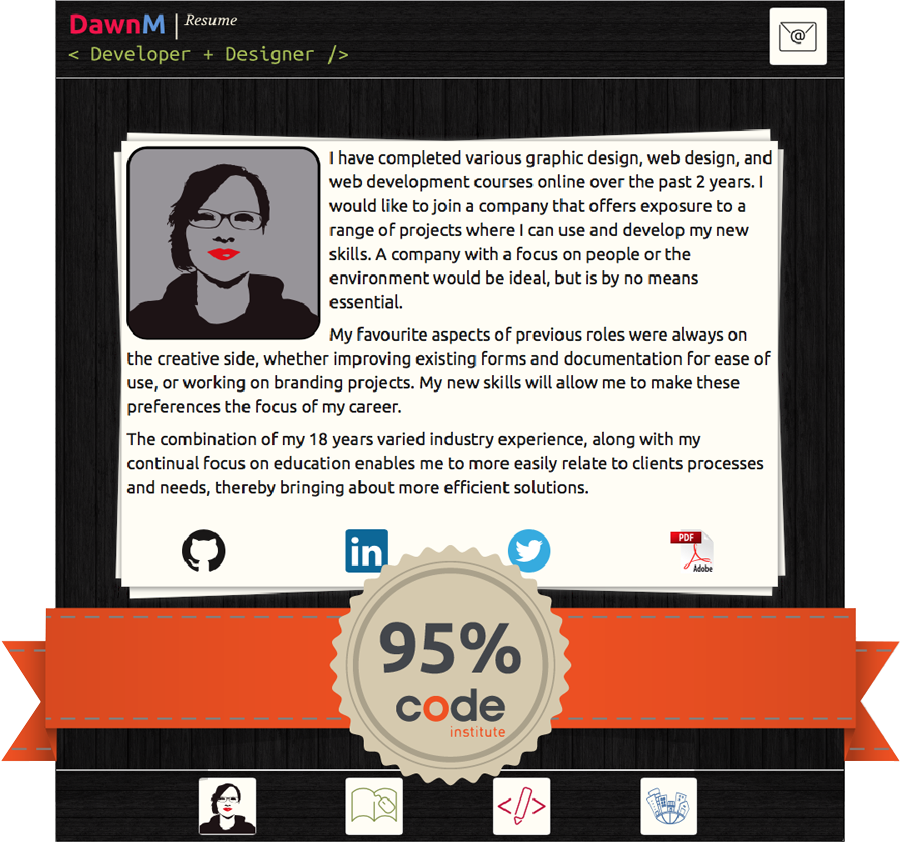 DawnM | Resume
< Developer + Designer />
@
I have completed various graphic design, web design, and
web development courses online over the past 2 years. I
would like to join a company that offers exposure to a
range of projects where I can use and develop my new
skills. A company with a focus on people or the
environment would be ideal, but is by no means
essential.
My favourite aspects of previous roles were always on
the creative side, whether improving existing forms and documentation for ease of
use, or working on branding projects. My new skills will allow me to make these
preferences the focus of my career.
The combination of my 18 years varied industry experience, along with my
continual focus on education enables me to more easily relate to clients processes
and needs, thereby bringing about more efficient solutions.
in
PDF
Adobe
95%
code
institute